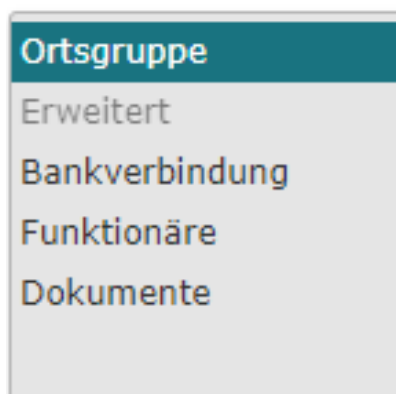 Ortsgruppe
Erweitert
Bankverbindung
Funktionäre
Dokumente